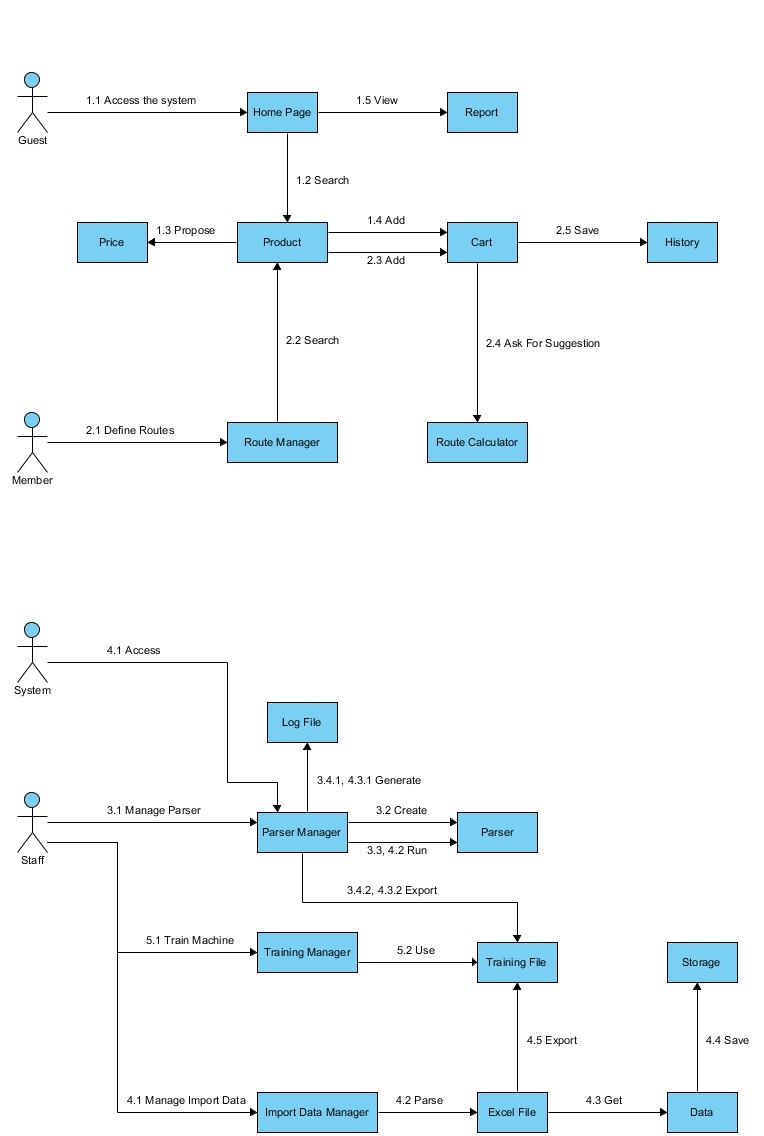 1.1 Access the system
Home Page
1.5 View
Report
Guest
1.2 Search
Price
1.3 Propose
Product
1.4 Add
2.3 Add
Cart
2.5 Save
History
2.2 Search
2.4 Ask For Suggestion
2.1 Define Routes
Route Manager
Route Calculator
Member
4.1 Access
System
Log File
3.4.1, 4.3.1 Generate
3.1 Manage Parser
Parser Manager
3.2 Create
3.3, 4.2 Run
Parser
Staff
3.4.2, 4.3.2 Export
5.1 Train Machine
Training Manager
5.2 Use
Training File
Storage
4.5 Export
4.4 Save
4.1 Manage Import Data
Import Data Manager
4.2 Parse
Excel File
4.3 Get
Data